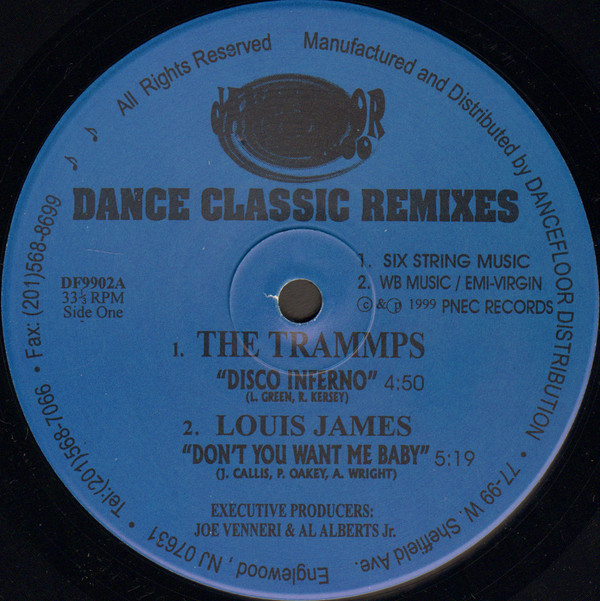 All Rights Reserved
Manufactured and Distributed by DANCEFLOOR DISTRIBUTION • 77-99 W. Sheffield Ave.
Englewood, NJ 07631 • Tel:(201)568-7066 • Fax: (201)568-8699
DANCE CLASSIC REMIXES
DF9902A
33⅓ RPM
Side One
1. SIX STRING MUSIC
2. WB MUSIC / EMI-VIRGIN
© & ℗ 1999 PNEC RECORDS
1. THE TRAMMPS
"DISCO INFERNO" 4:50
(L. GREEN, R. KERSEY)
2. LOUIS JAMES
"DON'T YOU WANT ME BABY" 5:19
(J. CALLIS, P. OAKEY, A. WRIGHT)
EXECUTIVE PRODUCERS:
JOE VENNERI & AL ALBERTS Jr.